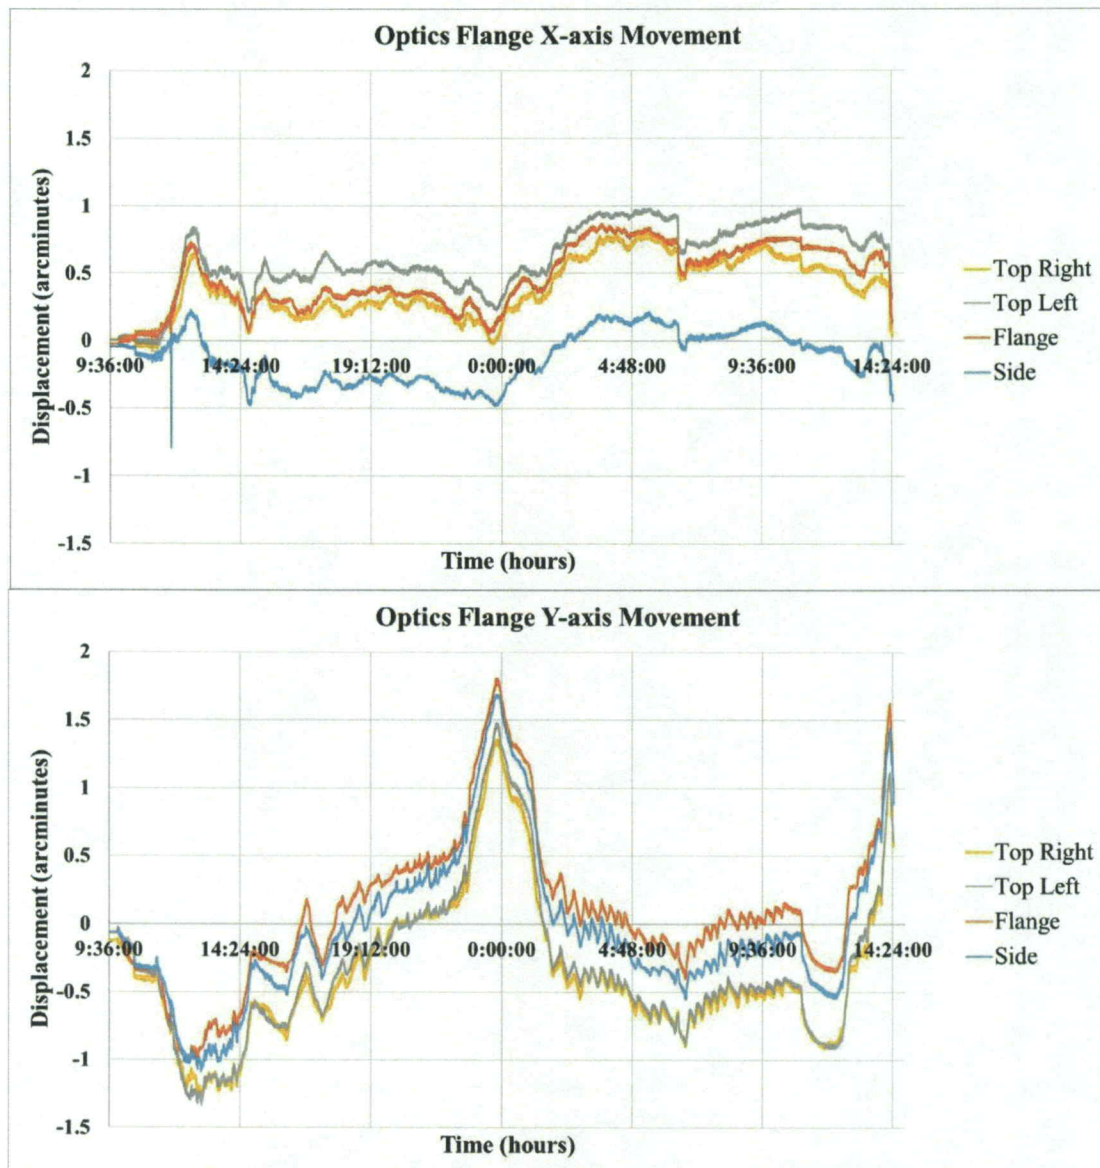 Optics Flange X-axis Movement
2
1.5
1
0.5
0
-0.5
-1
-1.5
Displacement (arcminutes)
9:36:00 14:24:00 19:12:00 0:00:00 4:48:00 9:36:00 14:24:00
Time (hours)
Top Right
Top Left
Flange
Side
Optics Flange Y-axis Movement
2
1.5
1
0.5
0
-0.5
-1
-1.5
Displacement (arcminutes)
9:36:00 14:24:00 19:12:00 0:00:00 4:48:00 9:36:00 14:24:00
Time (hours)
Top Right
Top Left
Flange
Side